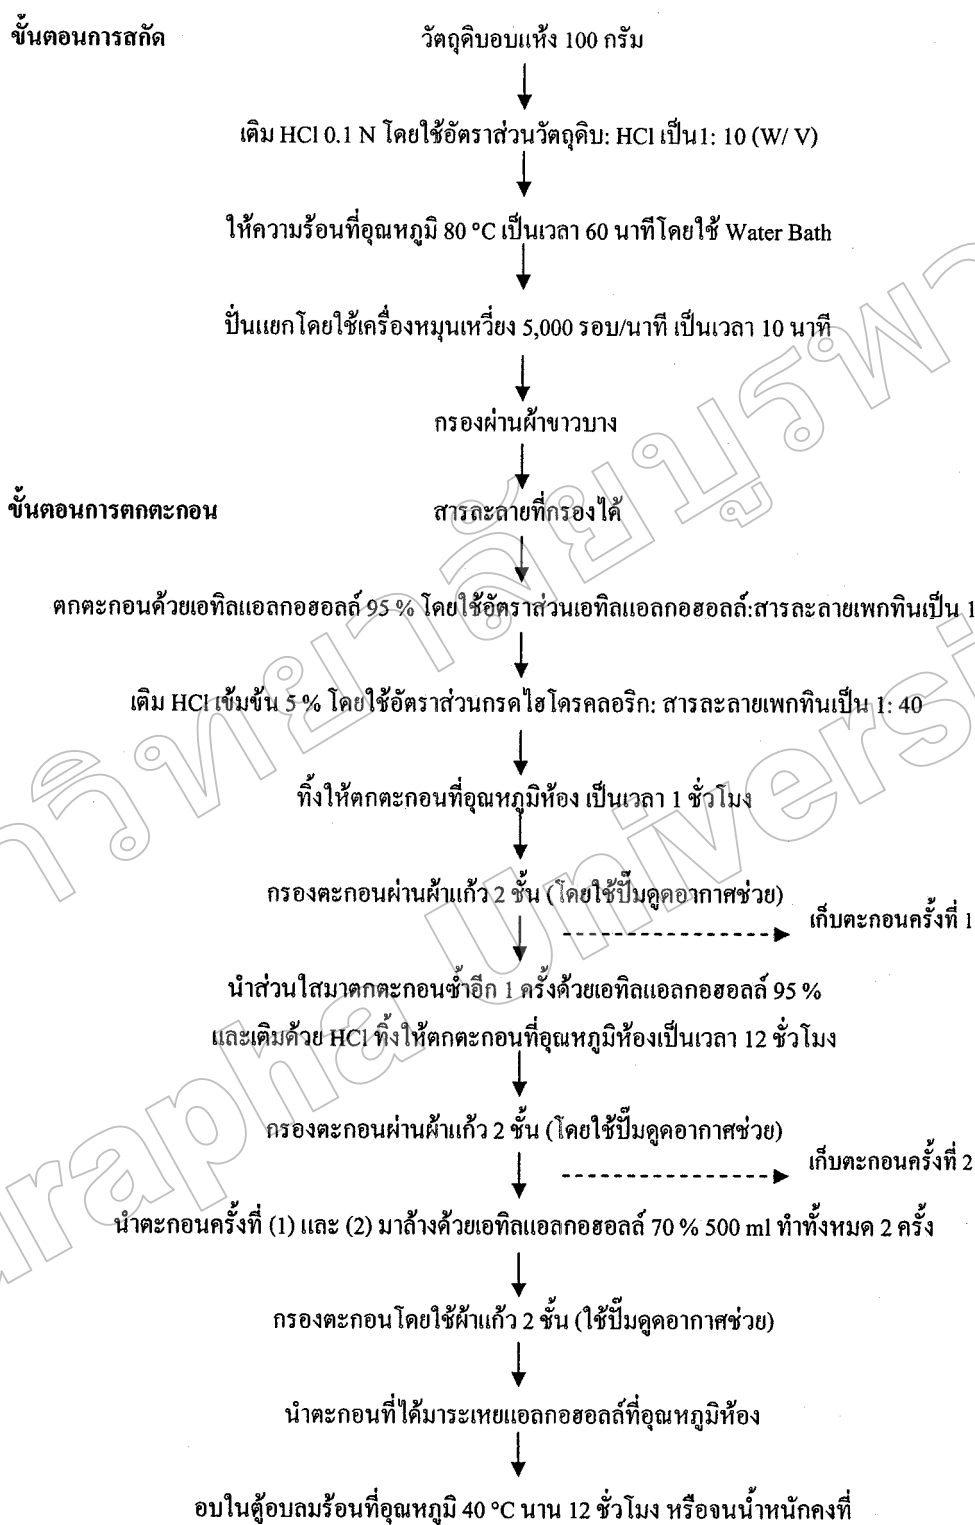 ขั้นตอนการสกัด
วัตถุดิบอบแห้ง 100 กรัม
เติม HCl 0.1 N โดยใช้อัตราส่วนวัตถุดิบ: HCl เป็น1: 10 (W/ V)
ให้ความร้อนที่อุณหภูมิ 80 °C เป็นเวลา 60 นาทีโดยใช้ Water Bath
ปั่นแยกโดยใช้เครื่องหมุนเหวี่ยง 5,000 รอบ/นาที เป็นเวลา 10 นาที
กรองผ่านผ้าขาวบาง
ขั้นตอนการตกตะกอน
สารละลายที่กรองได้
ตกตะกอนด้วยเอทิลแอลกอฮอลล์ 95 % โดยใช้อัตราส่วนเอทิลแอลกอฮอลล์:สารละลายเพกทินเป็น 1
เติม HCl เข้มข้น 5 % โดยใช้อัตราส่วนกรดไฮโดรคลอริก: สารละลายเพกทินเป็น 1: 40
ทิ้งให้ตกตะกอนที่อุณหภูมิห้อง เป็นเวลา 1 ชั่วโมง
กรองตะกอนผ่านผ้าแก้ว 2 ชั้น (โดยใช้ปั๊มดูดอากาศช่วย)
เก็บตะกอนครั้งที่ 1
นำส่วนใสมาตกตะกอนซ้ำอีก 1 ครั้งด้วยเอทิลแอลกอฮอลล์ 95 %
และเติมด้วย HCl ทิ้งให้ตกตะกอนที่อุณหภูมิห้องเป็นเวลา 12 ชั่วโมง
กรองตะกอนผ่านผ้าแก้ว 2 ชั้น (โดยใช้ปั๊มดูดอากาศช่วย)
เก็บตะกอนครั้งที่ 2
นำตะกอนครั้งที่ (1) และ (2) มาล้างด้วยเอทิลแอลกอฮอลล์ 70 % 500 ml ทำทั้งหมด 2 ครั้ง
กรองตะกอนโดยใช้ผ้าแก้ว 2 ชั้น (ใช้ปั๊มดูดอากาศช่วย)
นำตะกอนที่ได้มาระเหยแอลกอฮอลล์ที่อุณหภูมิห้อง
อบในตู้อบลมร้อนที่อุณหภูมิ 40 °C นาน 12 ชั่วโมง หรือจนน้ำหนักคงที่